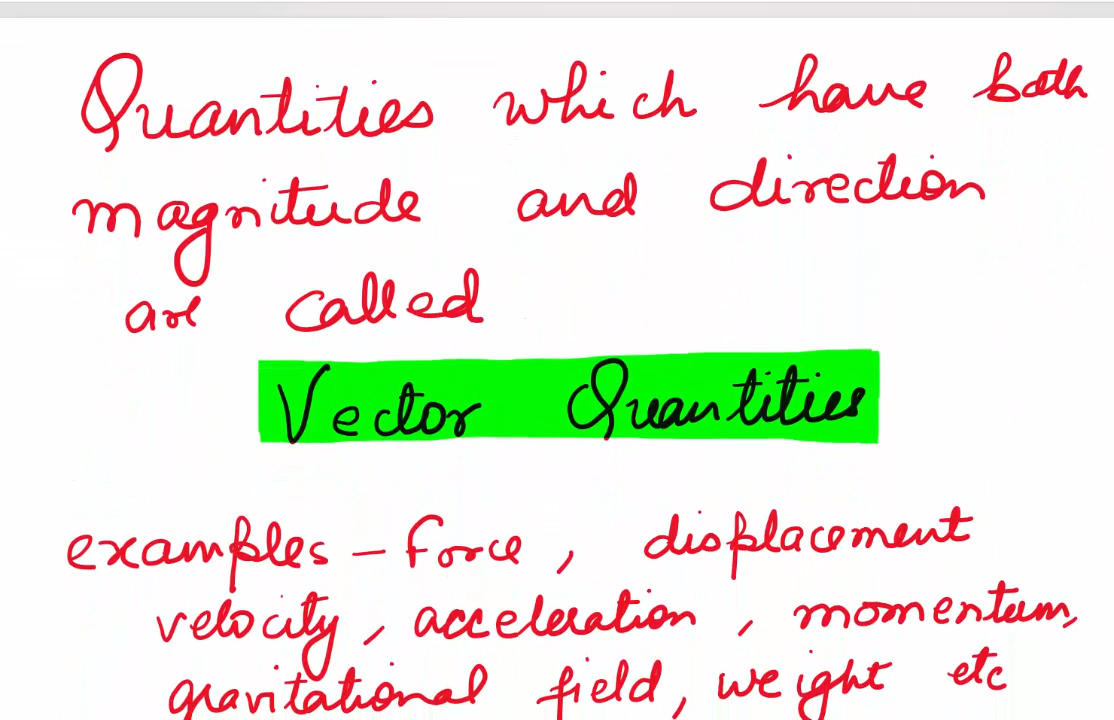 Quantities which have both
magnitude and direction
are called
Vector Quantities
examples - Force, displacement
velocity, acceleration, momentum,
gravitational field, weight etc